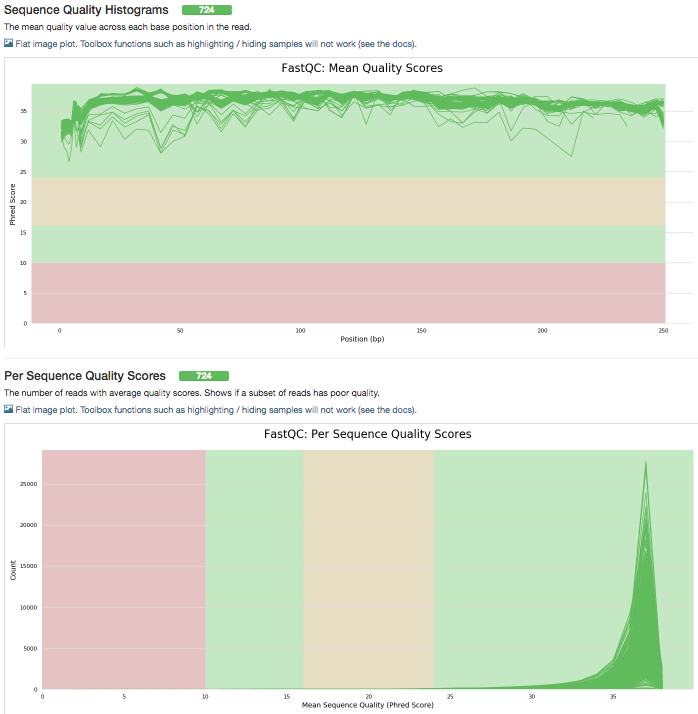 Sequence Quality Histograms 724
The mean quality value across each base position in the read.
Flat image plot. Toolbox functions such as highlighting / hiding samples will not work (see the docs).
FastQC: Mean Quality Scores
35
30
25
20
15
10
5
0
Phred Score
0 50 100 150 200 250
Position (bp)
Per Sequence Quality Scores 724
The number of reads with average quality scores. Shows if a subset of reads has poor quality.
Flat image plot. Toolbox functions such as highlighting / hiding samples will not work (see the docs).
FastQC: Per Sequence Quality Scores
25000
20000
15000
10000
5000
0
Count
0 5 10 15 20 25 30 35
Mean Sequence Quality (Phred Score)